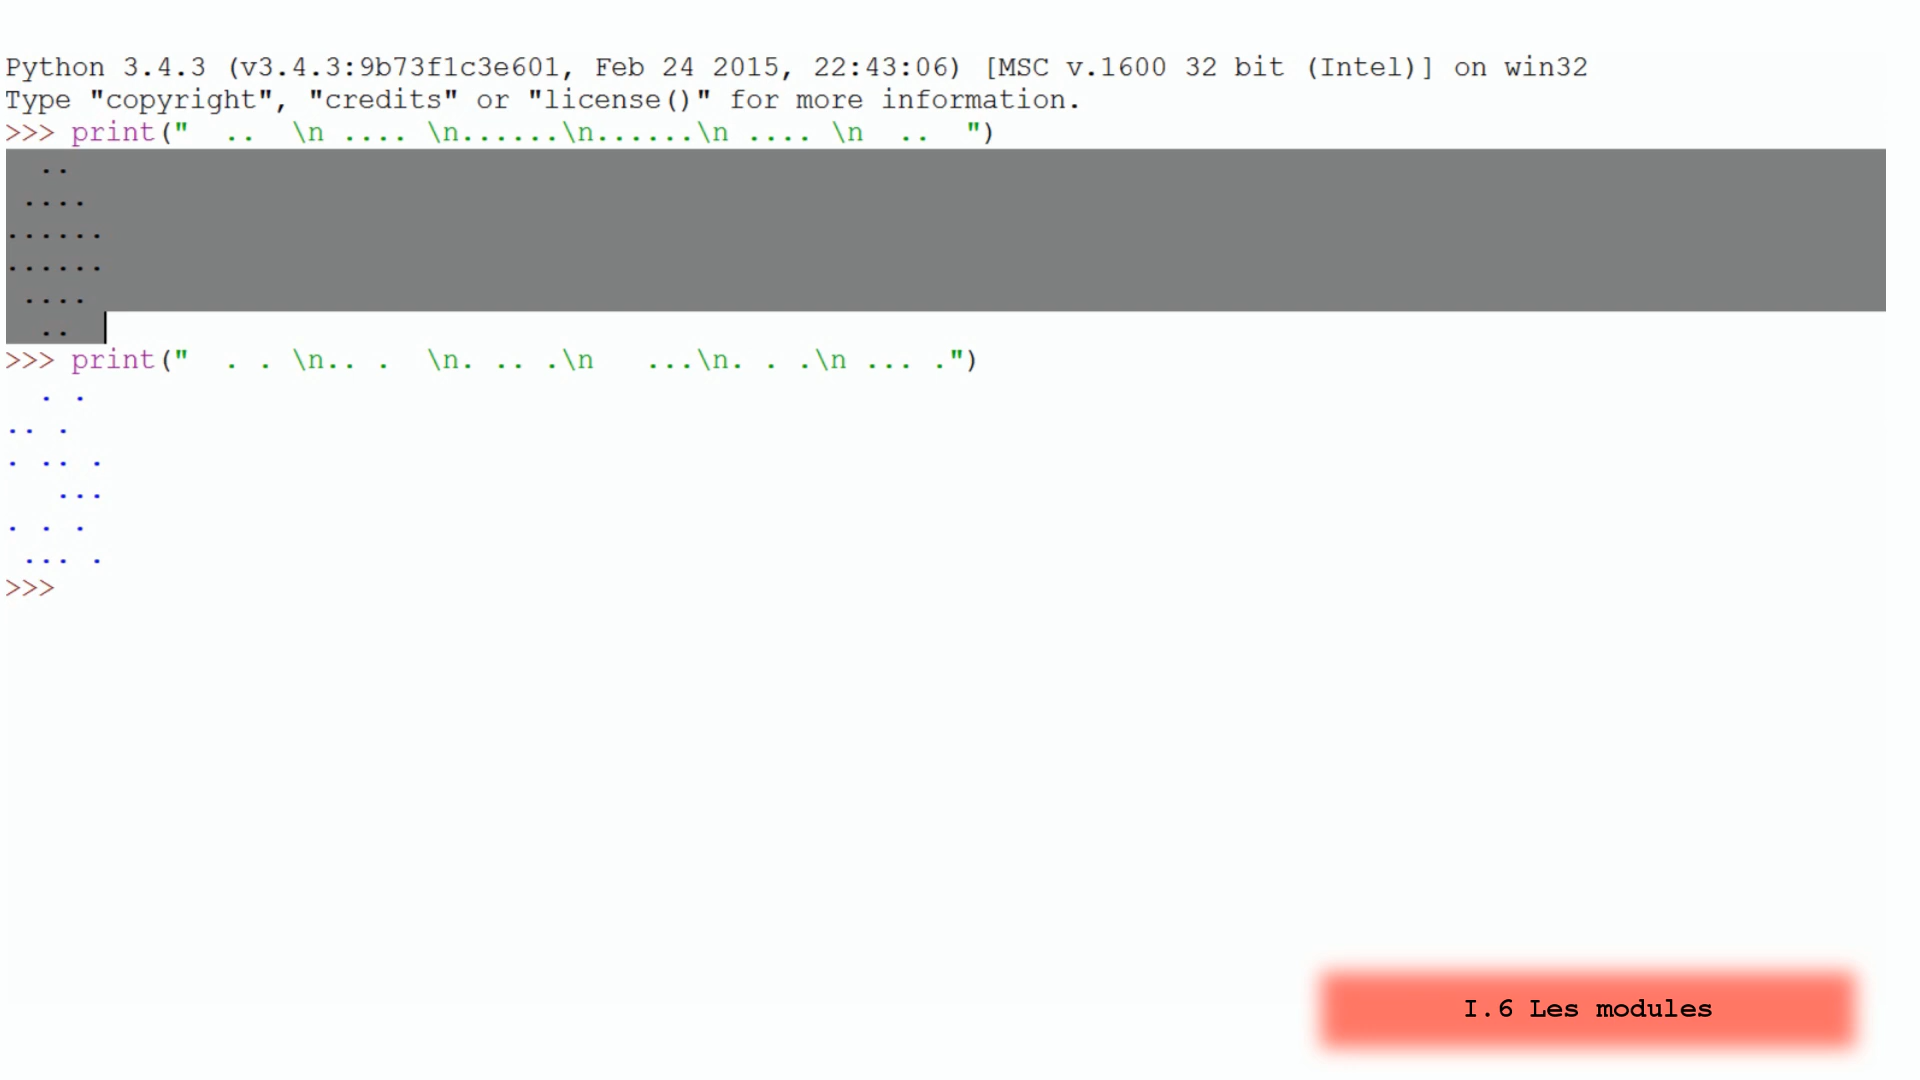 Python 3.4.3 (v3.4.3:9b73f1c3e601, Feb 24 2015, 22:43:06) [MSC v.1600 32 bit (Intel)] on win32
Type "copyright", "credits" or "license()" for more information.
>>> print("  ..  \n .... \n......\n......\n .... \n  ..  ")
  ..  
 .... 
......
......
 .... 
  ..  
>>> print("  . . \n.. .  \n. .. .\n   ...\n. . .\n ... .")
  . . 
.. .  
. .. .
   ...
. . .
 ... .
>>>
I.6 Les modules